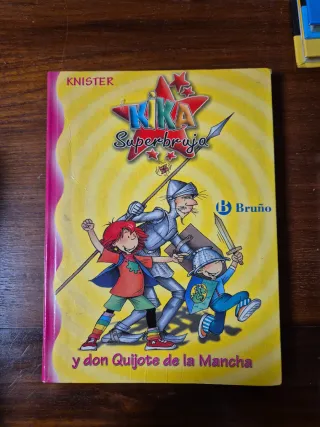 KNISTER
KIKA
Superbruja
B Bruño
y don Quijote de la Mancha